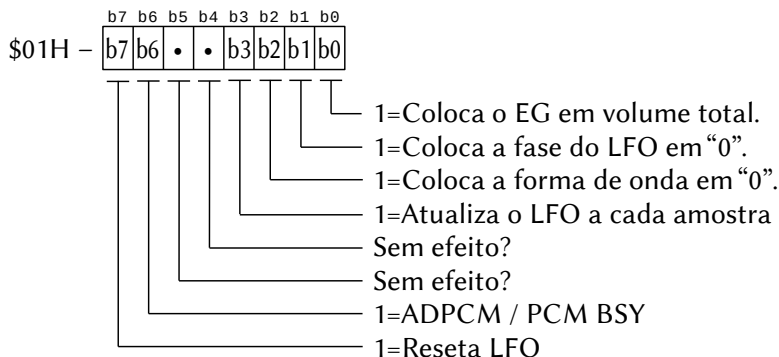 b7 b6 b5 b4 b3 b2 b1 b0
$01H – b7 b6 • • b3 b2 b1 b0
1=Coloca o EG em volume total.
1=Coloca a fase do LFO em “0”.
1=Coloca a forma de onda em “0”.
1=Atualiza o LFO a cada amostra
Sem efeito?
Sem efeito?
1=ADPCM / PCM BSY
1=Reseta LFO